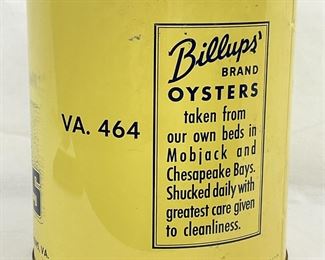 VA. 464
Billups'
BRAND
OYSTERS
taken from
our own beds in
Mobjack and
Chesapeake Bays.
Shucked daily with
greatest care given
to cleanliness.
VA.